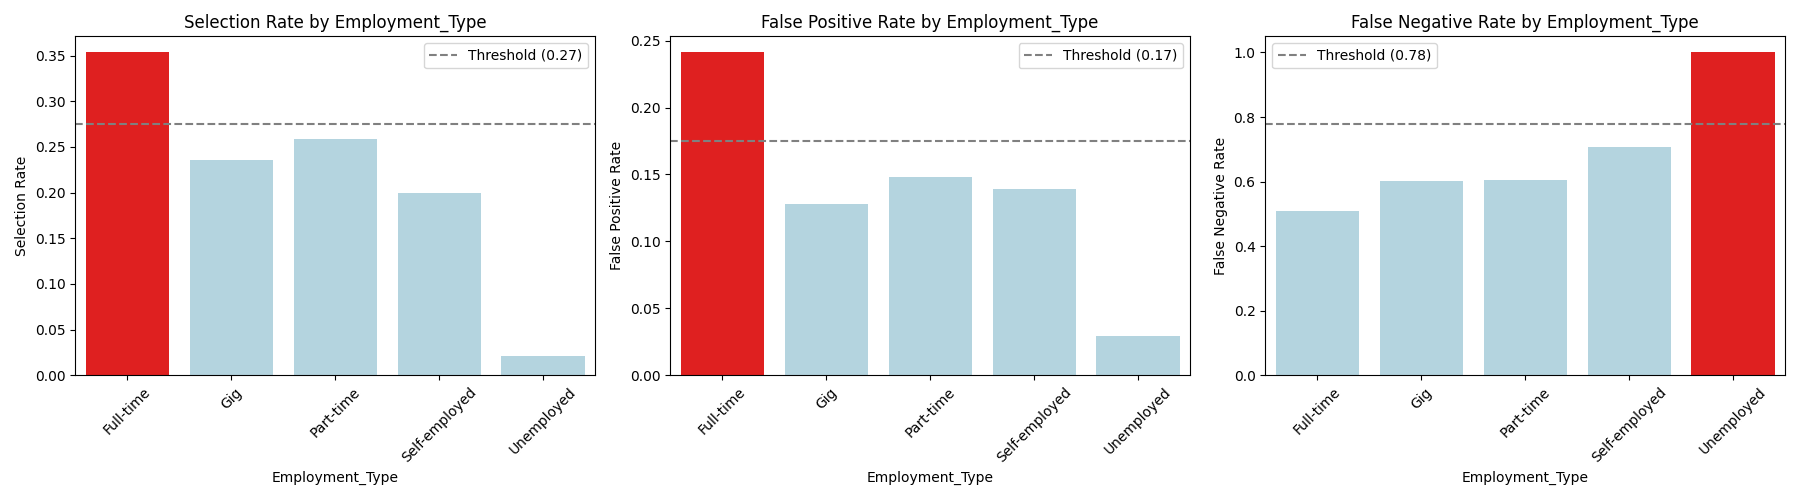 Selection Rate by Employment_Type
Threshold (0.27)
0.35
0.30
0.25
0.20
0.15
0.10
0.05
0.00
Selection Rate
Full-time
Gig
Part-time
Self-employed
Unemployed
Employment_Type
False Positive Rate by Employment_Type
Threshold (0.17)
0.25
0.20
0.15
0.10
0.05
0.00
False Positive Rate
Full-time
Gig
Part-time
Self-employed
Unemployed
Employment_Type
False Negative Rate by Employment_Type
Threshold (0.78)
1.0
0.8
0.6
0.4
0.2
0.0
False Negative Rate
Full-time
Gig
Part-time
Self-employed
Unemployed
Employment_Type